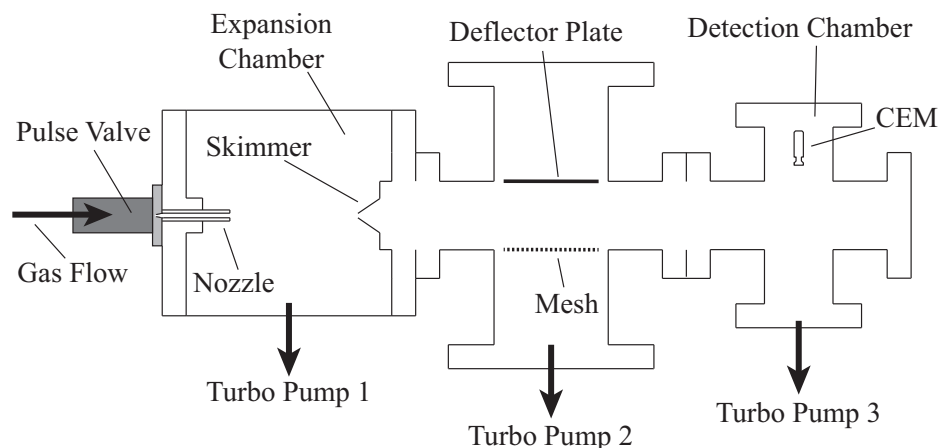 Expansion
Chamber
Deflector Plate
Detection Chamber
Pulse Valve
Skimmer
CEM
Gas Flow
Nozzle
Mesh
Turbo Pump 1
Turbo Pump 2
Turbo Pump 3